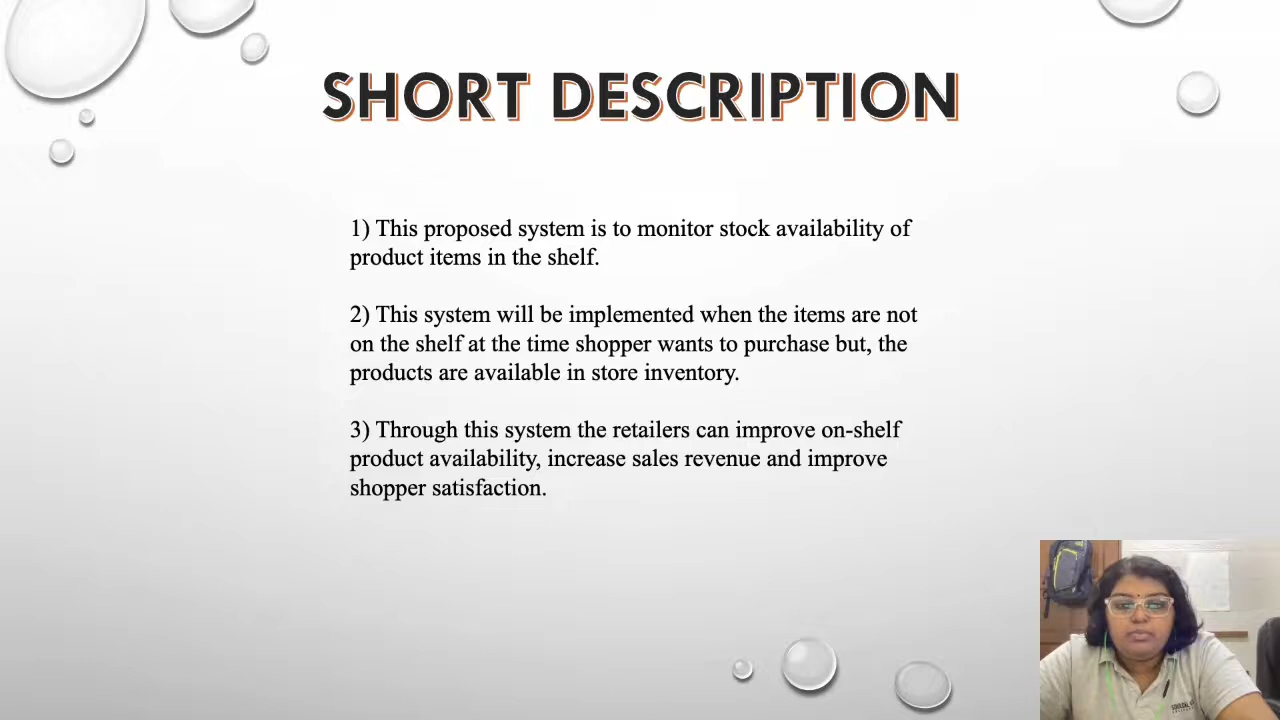 SHORT DESCRIPTION
1) This proposed system is to monitor stock availability of
product items in the shelf.
2) This system will be implemented when the items are not
on the shelf at the time shopper wants to purchase but, the
products are available in store inventory.
3) Through this system the retailers can improve on-shelf
product availability, increase sales revenue and improve
shopper satisfaction.